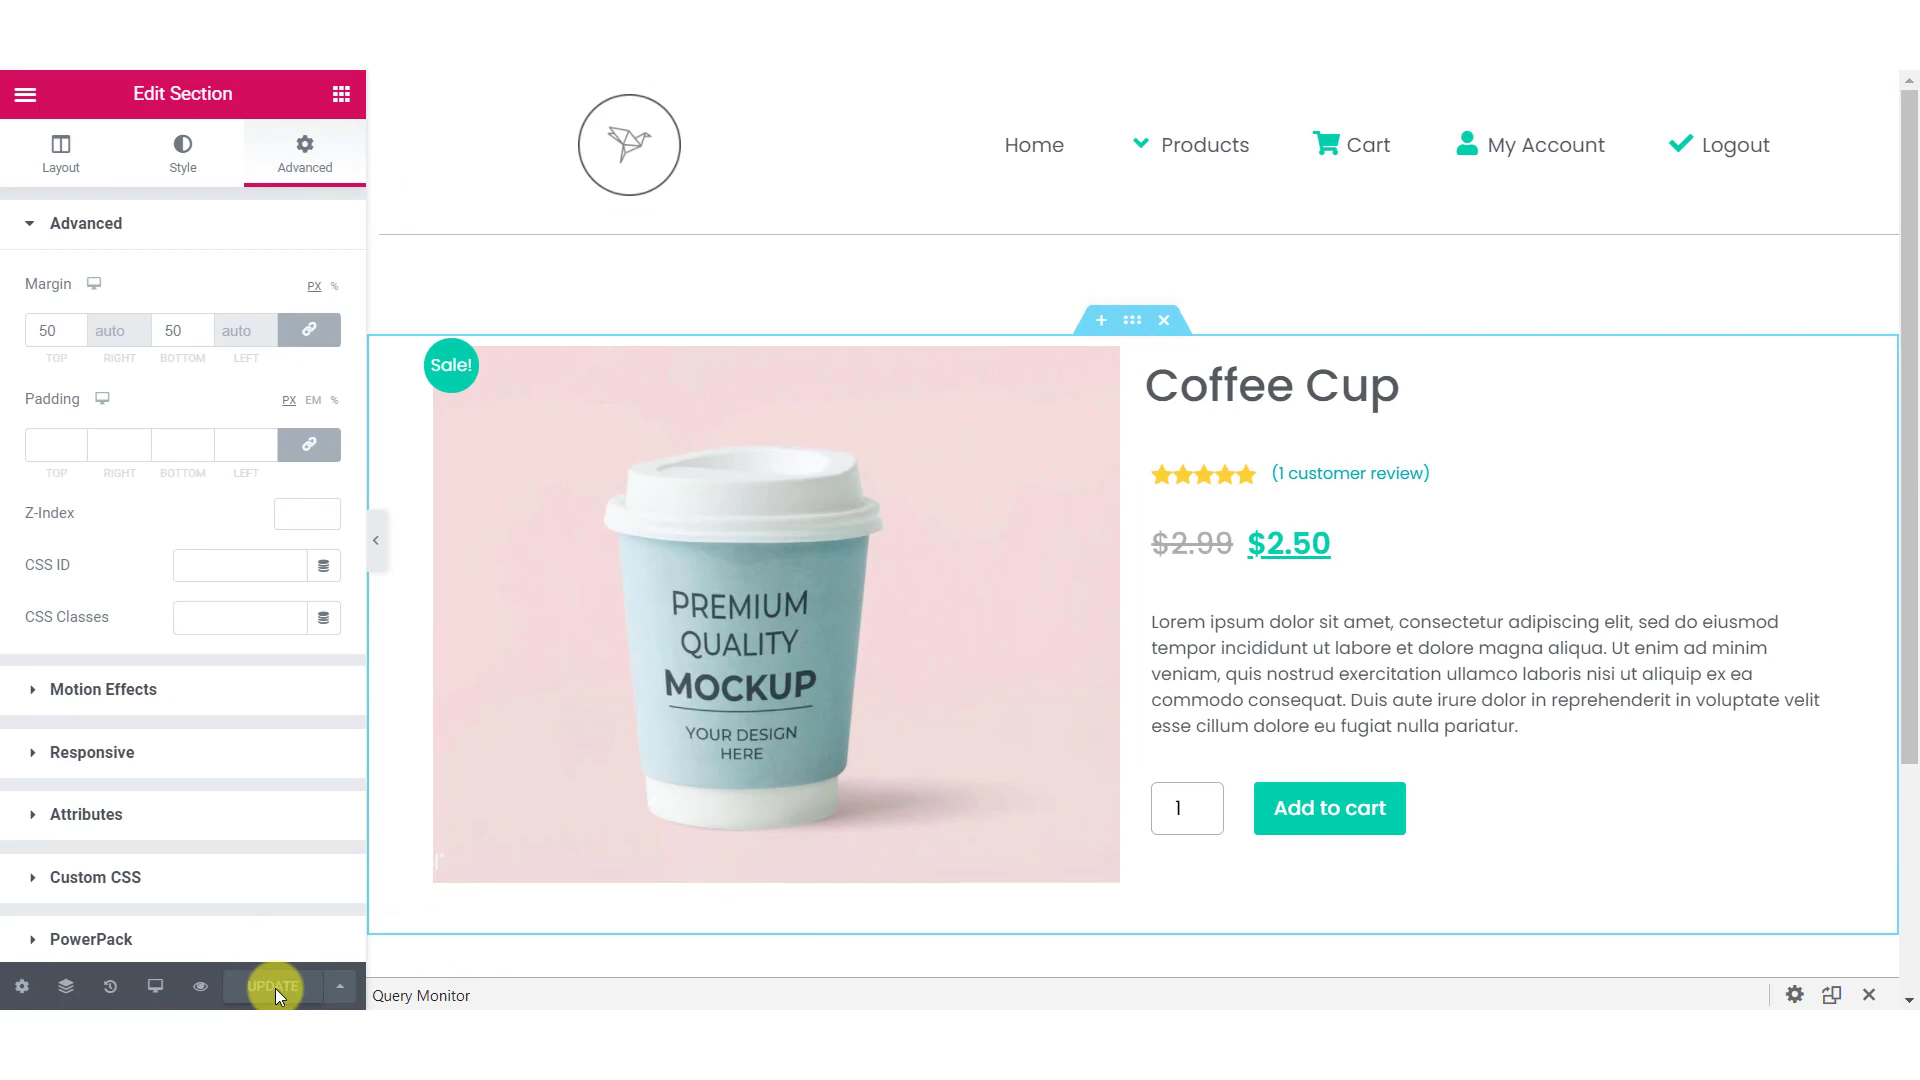 Edit Section
Layout
Style
Advanced
Advanced
Margin
PX %
50 auto 50 auto
TOP RIGHT BOTTOM LEFT
Padding
PX EM %
TOP RIGHT BOTTOM LEFT
Z-Index
CSS ID
CSS Classes
Motion Effects
Responsive
Attributes
Custom CSS
PowerPack
UPDATE
Home
Products
Cart
My Account
Logout
Sale!
PREMIUM
QUALITY
MOCKUP
YOUR DESIGN
HERE
Coffee Cup
(1 customer review)
$2.99 $2.50
Lorem ipsum dolor sit amet, consectetur adipiscing elit, sed do eiusmod
tempor incididunt ut labore et dolore magna aliqua. Ut enim ad minim
veniam, quis nostrud exercitation ullamco laboris nisi ut aliquip ex ea
commodo consequat. Duis aute irure dolor in reprehenderit in voluptate velit
esse cillum dolore eu fugiat nulla pariatur.
1
Add to cart
Query Monitor